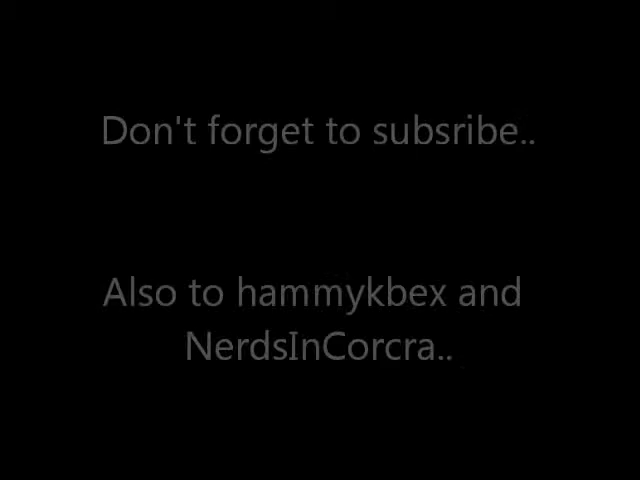 Don't forget to subsribe..
Also to hammykbex and
NerdsInCorcra..